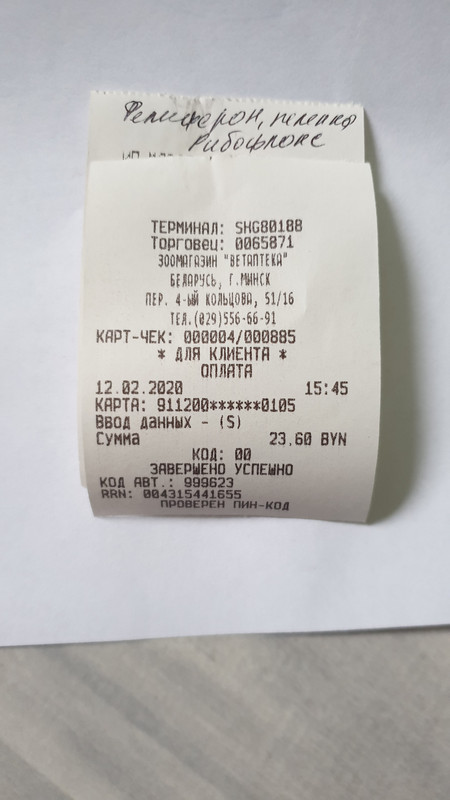 Фелиферон, пеленка
Рибофлокс
ТЕРМИНАЛ: SHG80188
Торговец: 0065871
ЗООМАГАЗИН "ВЕТАПТЕКА"
БЕЛАРУСЬ, Г.МИНСК
ПЕР. 4-ЫЙ КОЛЬЦОВА, 51/16
ТЕЛ.(029)556-66-91
КАРТ-ЧЕК: 000004/000885
* ДЛЯ КЛИЕНТА *
ОПЛАТА
12.02.2020 15:45
КАРТА: 911200******0105
Ввод данных - (S)
Сумма 23.60 BYN
КОД: 00
ЗАВЕРШЕНО УСПЕШНО
КОД АВТ.: 999623
RRN: 004315441655
ПРОВЕРЕН ПИН-КОД